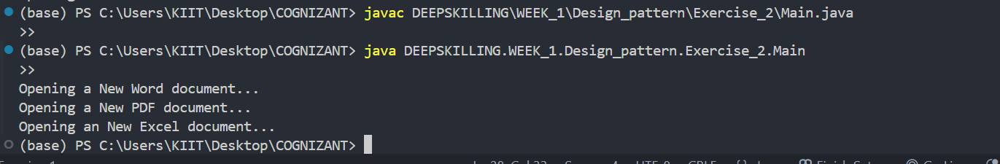 (base) PS C:\Users\KIIT\Desktop\COGNIZANT> javac DEEPSKILLING\WEEK_1\Design_pattern\Exercise_2\Main.java
>>
(base) PS C:\Users\KIIT\Desktop\COGNIZANT> java DEEPSKILLING.WEEK_1.Design_pattern.Exercise_2.Main
>>
Opening a New Word document...
Opening a New PDF document...
Opening an New Excel document...
(base) PS C:\Users\KIIT\Desktop\COGNIZANT>